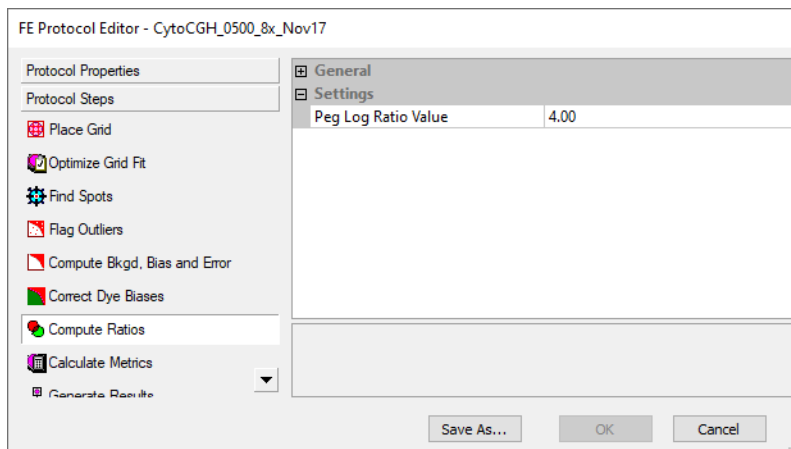 FE Protocol Editor - CytoCGH_0500_8x_Nov17
Protocol Properties
Protocol Steps
Place Grid
Optimize Grid Fit
Find Spots
Flag Outliers
Compute Bkgd, Bias and Error
Correct Dye Biases
Compute Ratios
Calculate Metrics
Generate Results
General
Settings
Peg Log Ratio Value 4.00
Save As... OK Cancel